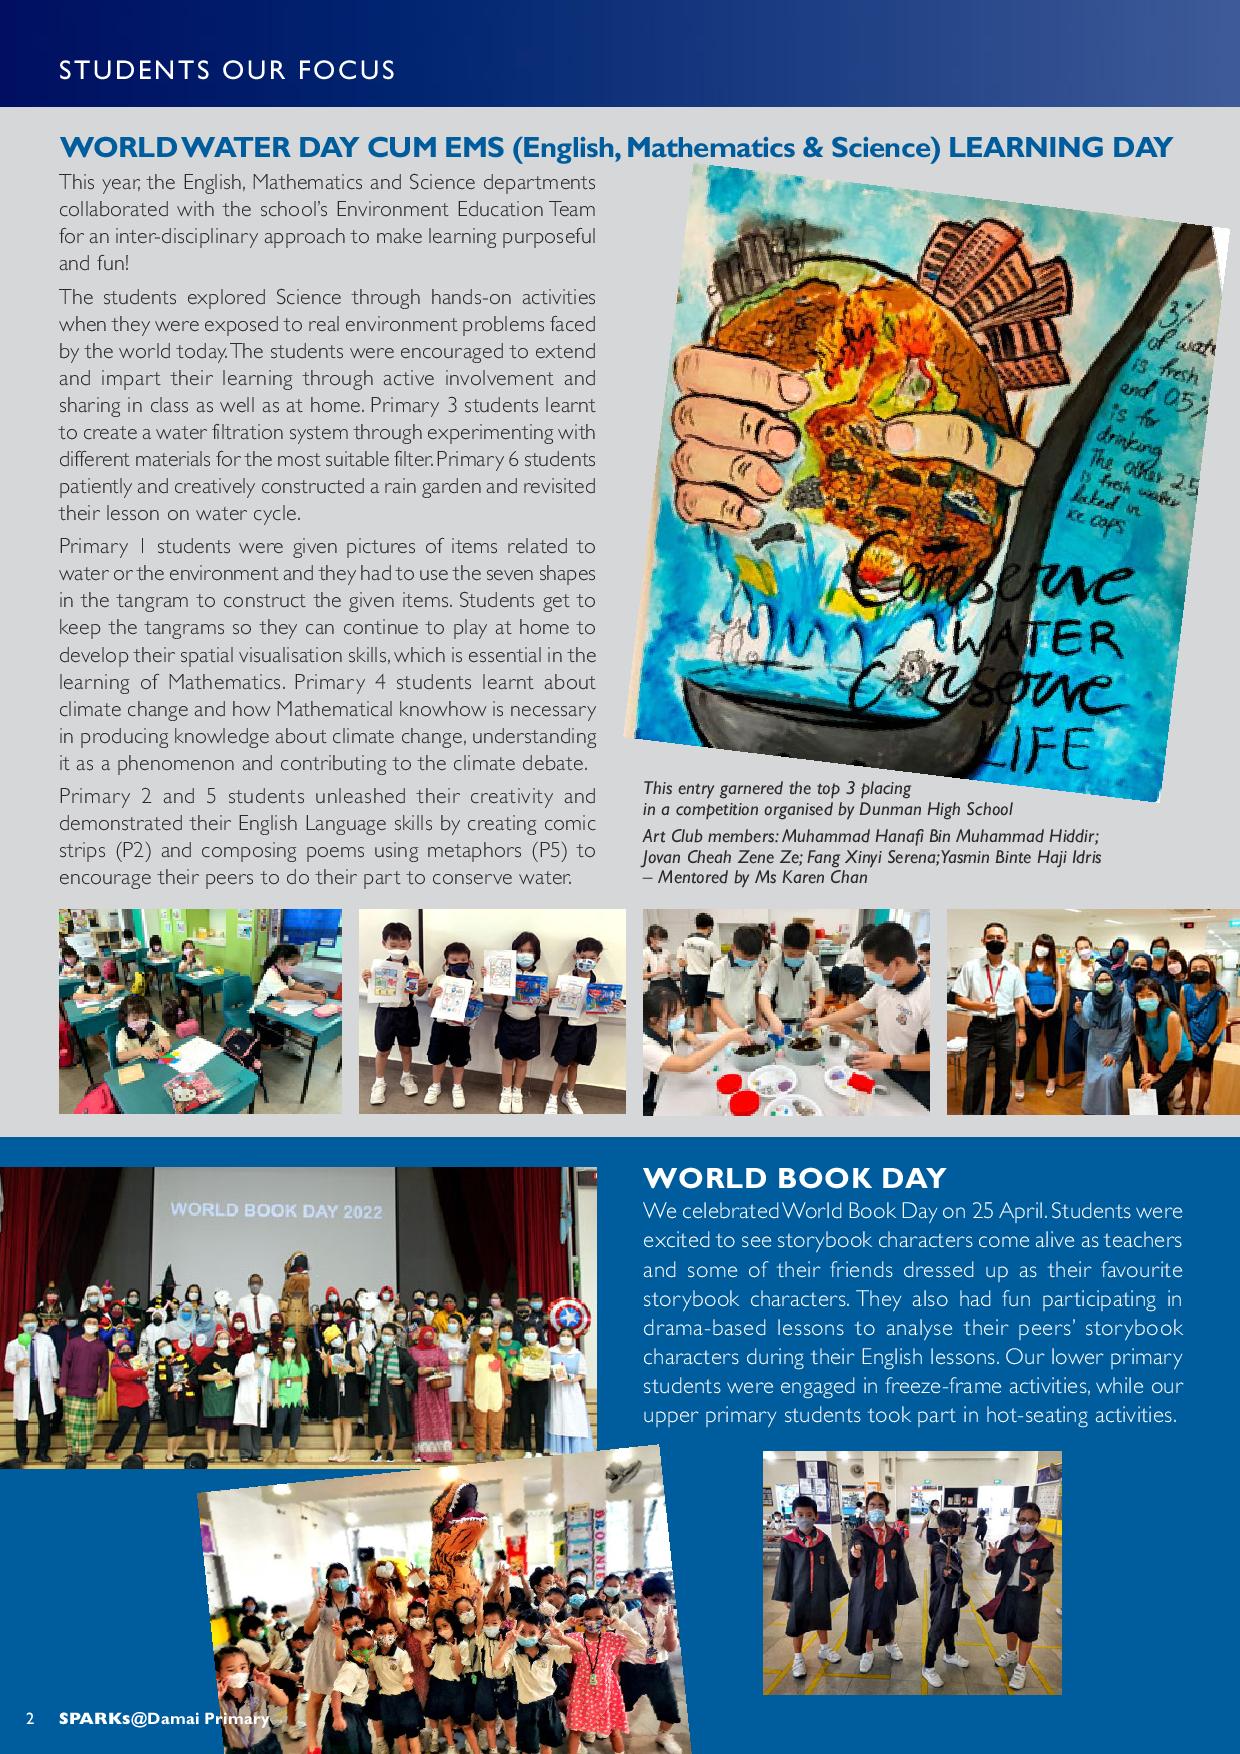 STUDENTS OUR FOCUS
WORLD WATER DAY CUM EMS (English, Mathematics & Science) LEARNING DAY
This year, the English, Mathematics and Science departments
collaborated with the school's Environment Education Team
for an inter-disciplinary approach to make learning purposeful
and fun!
The students explored Science through hands-on activities
when they were exposed to real environment problems faced
by the world today. The students were encouraged to extend
and impart their learning through active involvement and
sharing in class as well as at home. Primary 3 students learnt
to create a water filtration system through experimenting with
different materials for the most suitable filter. Primary 6 students
patiently and creatively constructed a rain garden and revisited
their lesson on water cycle.
Primary 1 students were given pictures of items related to
water or the environment and they had to use the seven shapes
in the tangram to construct the given items. Students get to
keep the tangrams so they can continue to play at home to
develop their spatial visualisation skills, which is essential in the
learning of Mathematics. Primary 4 students learnt about
climate change and how Mathematical knowhow is necessary
in producing knowledge about climate change, understanding
it as a phenomenon and contributing to the climate debate.
Primary 2 and 5 students unleashed their creativity and
demonstrated their English Language skills by creating comic
strips (P2) and composing poems using metaphors (P5) to
encourage their peers to do their part to conserve water.
3%
of wate
is fresh
and 0.5%
is for
drinking
The other 2.5
is fresh water
locked in
ice caps
Conserve
WATER
Conserve
LIFE
This entry garnered the top 3 placing
in a competition organised by Dunman High School
Art Club members: Muhammad Hanafi Bin Muhammad Hiddir;
Jovan Cheah Zene Ze; Fang Xinyi Serena; Yasmin Binte Haji Idris
– Mentored by Ms Karen Chan
WORLD BOOK DAY 2022
WORLD BOOK DAY
We celebrated World Book Day on 25 April. Students were
excited to see storybook characters come alive as teachers
and some of their friends dressed up as their favourite
storybook characters. They also had fun participating in
drama-based lessons to analyse their peers' storybook
characters during their English lessons. Our lower primary
students were engaged in freeze-frame activities, while our
upper primary students took part in hot-seating activities.
2 SPARKs@Damai Primary